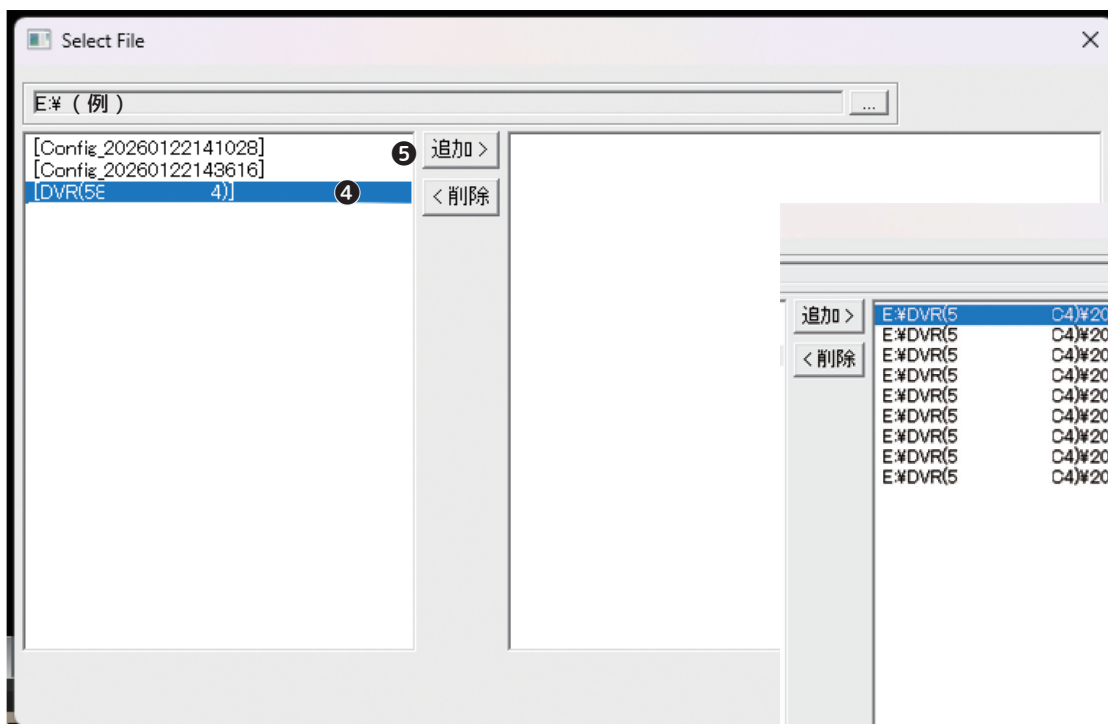 Select File
E:¥ ( 例 )
...
[Config_20260122141028]
[Config_20260122143616]
[DVR(5E 4)]
❹
❺
追加 >
< 削除
追加 >
< 削除
E:¥DVR(5 C4)¥20
E:¥DVR(5 C4)¥20
E:¥DVR(5 C4)¥20
E:¥DVR(5 C4)¥20
E:¥DVR(5 C4)¥20
E:¥DVR(5 C4)¥20
E:¥DVR(5 C4)¥20
E:¥DVR(5 C4)¥20
E:¥DVR(5 C4)¥20